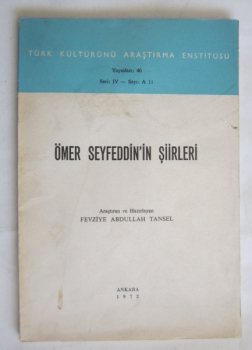 TÜRK KÜLTÜRÜNÜ ARAŞTIRMA ENSTİTÜSÜ
Yayınları: 40
Seri: IV — Sayı: A 11
ÖMER SEYFEDDİN'İN ŞİİRLERİ
Araştıran ve Hazırlayan
FEVZİYE ABDULLAH TANSEL
ANKARA
1972